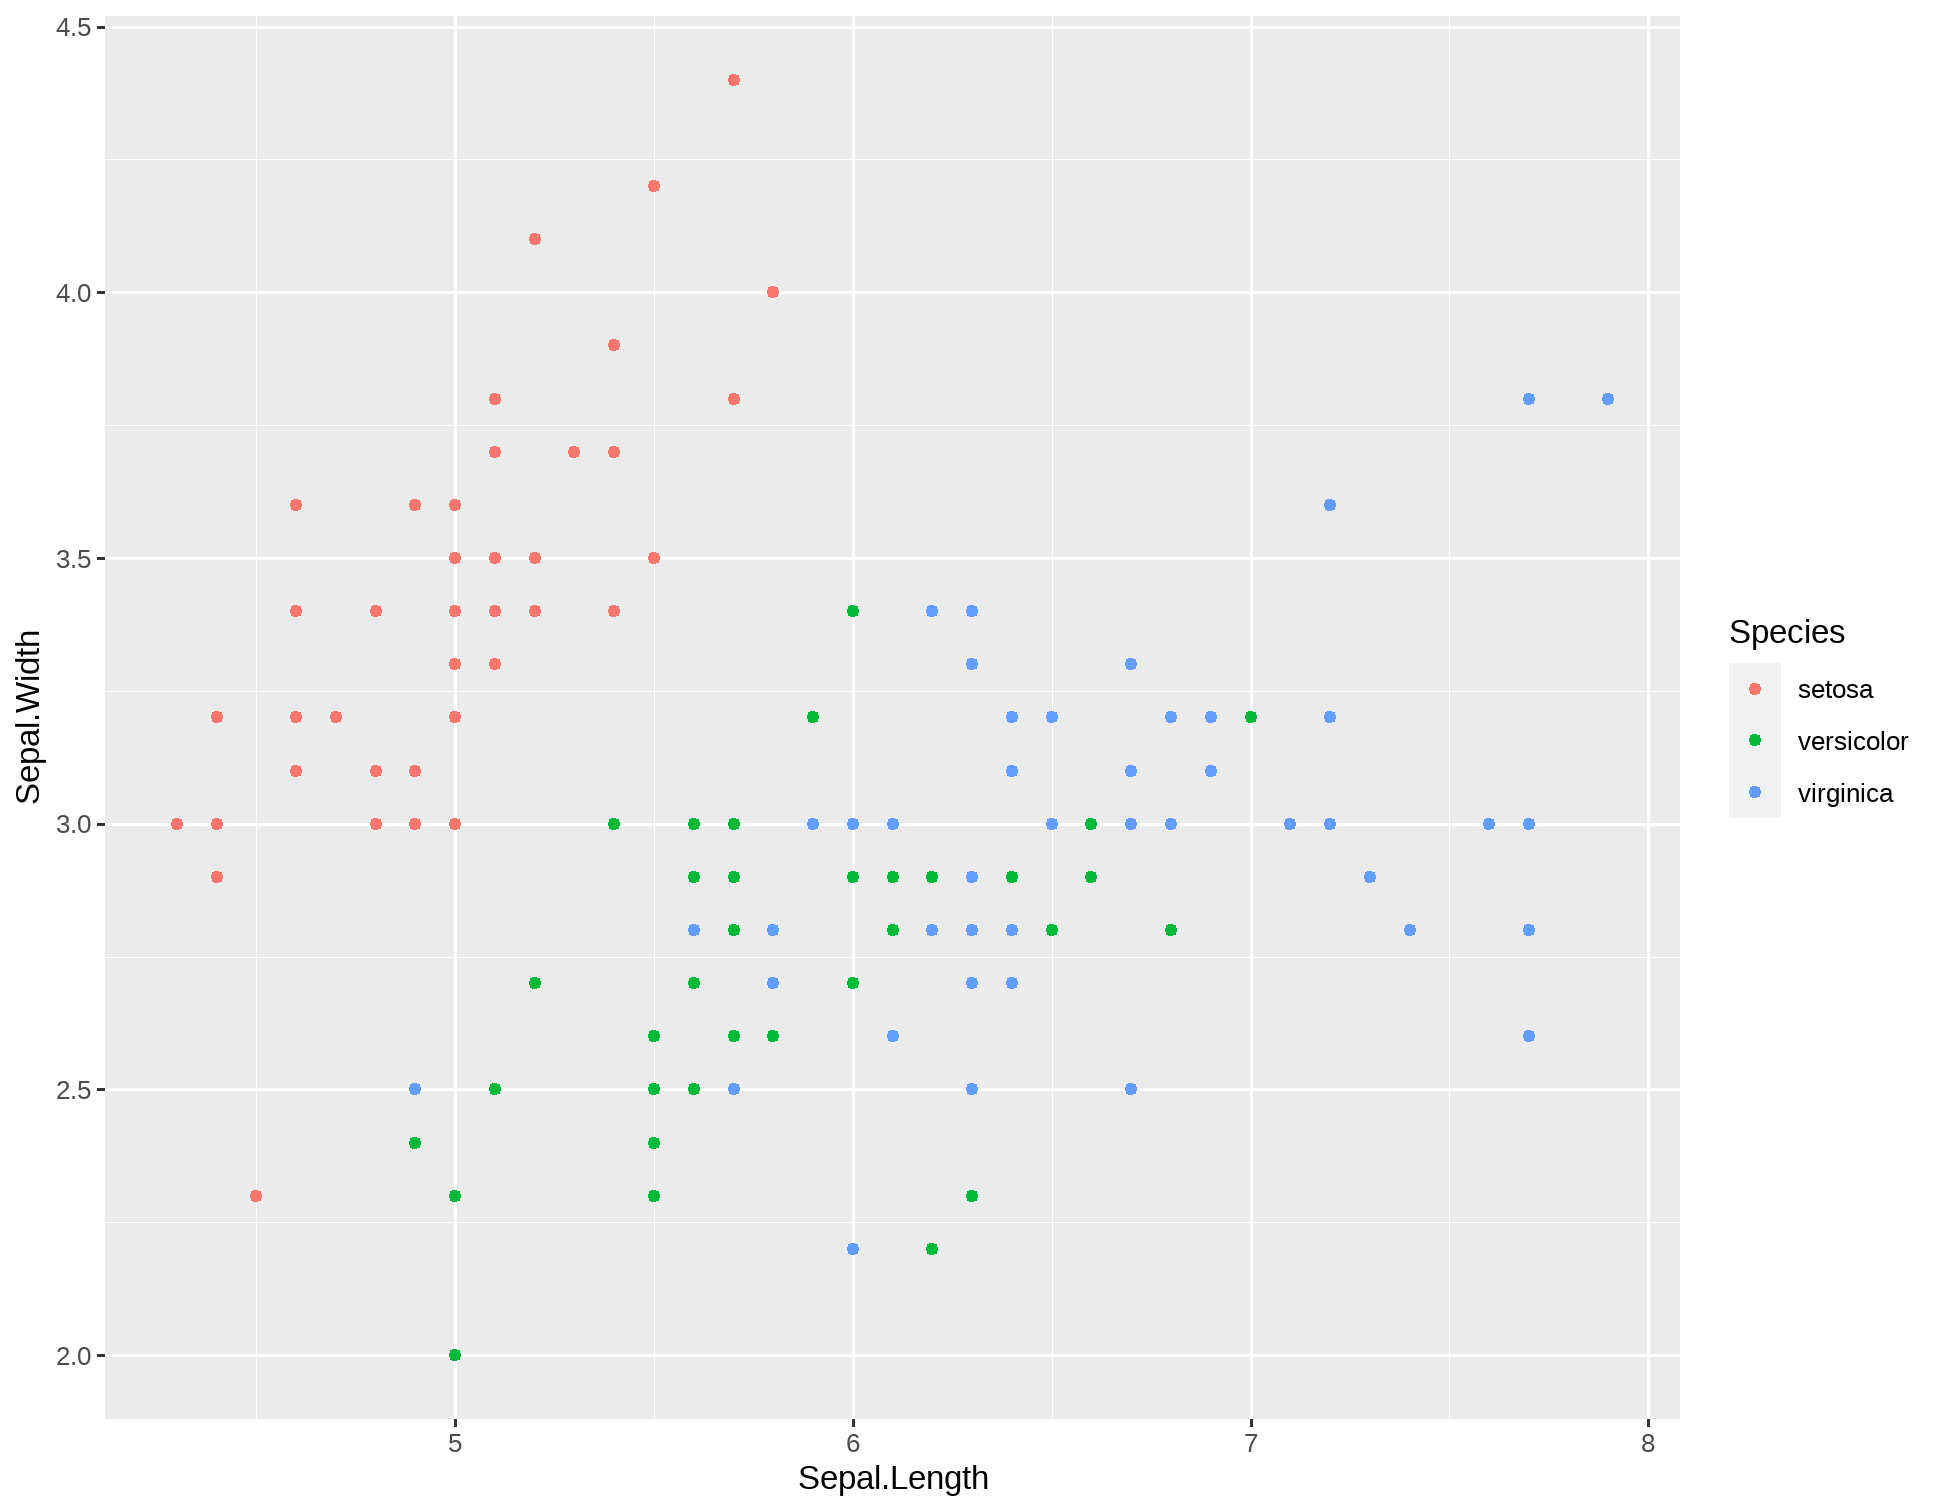 4.5
4.0
3.5
3.0
2.5
2.0
Sepal.Width
5 6 7 8
Sepal.Length
Species
setosa
versicolor
virginica